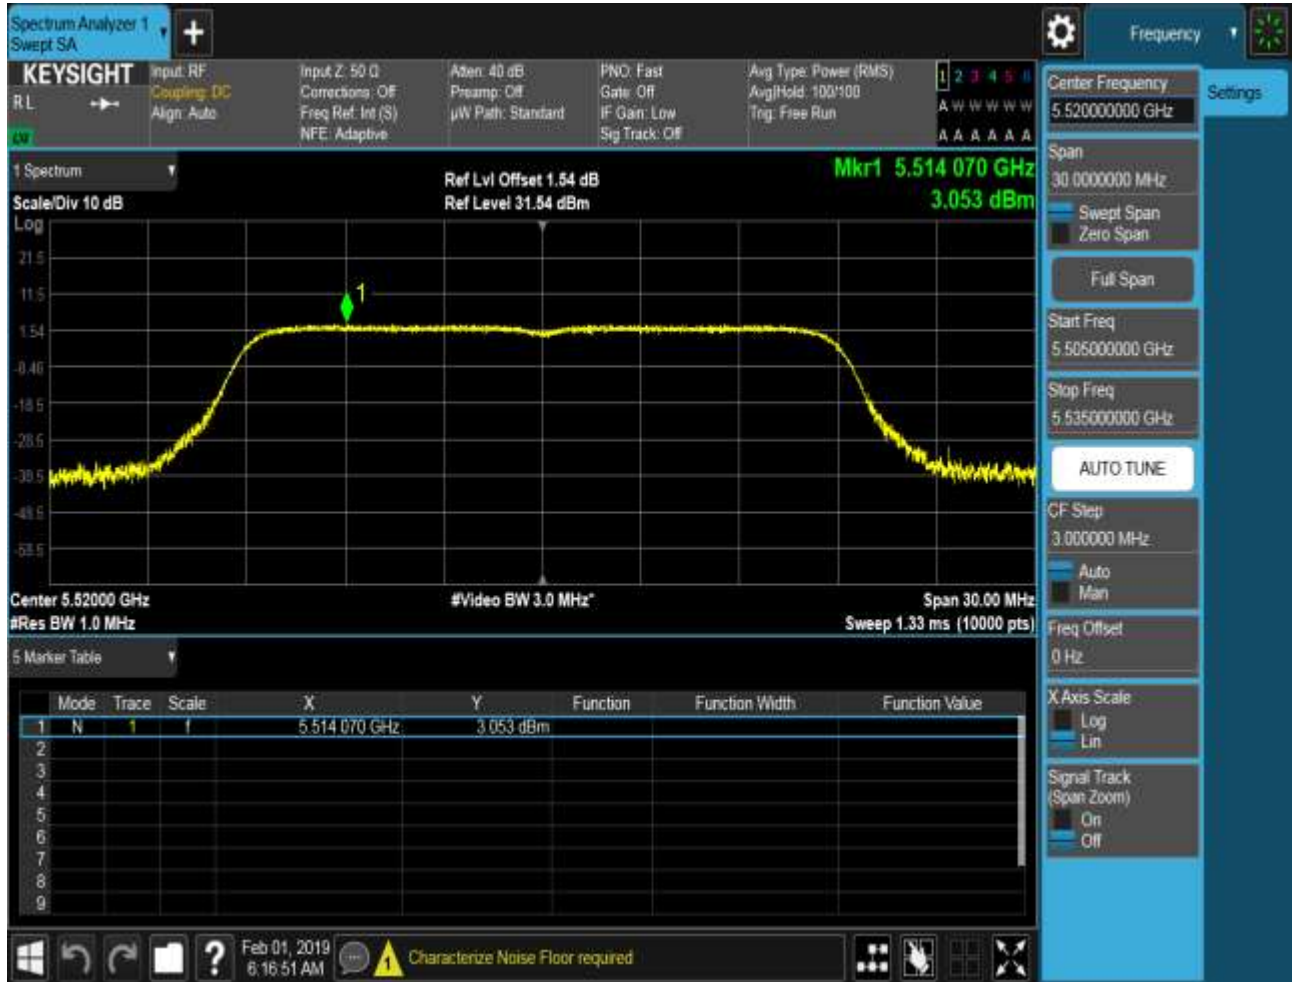 Spectrum Analyzer 1
Swept SA
+
Frequency
KEYSIGHT
R L
Input: RF
Coupling: DC
Align: Auto
Input Z: 50 Ω
Corrections: Off
Freq Ref: Int (S)
NFE: Adaptive
Atten: 40 dB
Preamp: Off
µW Path: Standard
PNO: Fast
Gate: Off
IF Gain: Low
Sig Track: Off
Avg Type: Power (RMS)
Avg|Hold: 100/100
Trig: Free Run
1 2 3 4 5 6
A W W W W W
A A A A A A
1 Spectrum
Scale/Div 10 dB
Ref Lvl Offset 1.54 dB
Ref Level 31.54 dBm
Mkr1 5.514 070 GHz
3.053 dBm
Log
21.5
11.5
1.54
-8.46
-18.5
-28.5
-38.5
-48.5
-58.5
1
Center 5.52000 GHz
#Video BW 3.0 MHz*
Span 30.00 MHz
#Res BW 1.0 MHz
Sweep 1.33 ms (10000 pts)
5 Marker Table
Mode Trace Scale X Y Function Function Width Function Value
1 N 1 f 5.514 070 GHz 3.053 dBm
2
3
4
5
6
7
8
9
Center Frequency
5.520000000 GHz
Settings
Span
30.0000000 MHz
Swept Span
Zero Span
Full Span
Start Freq
5.505000000 GHz
Stop Freq
5.535000000 GHz
AUTO TUNE
CF Step
3.000000 MHz
Auto
Man
Freq Offset
0 Hz
X Axis Scale
Log
Lin
Signal Track
(Span Zoom)
On
Off
?
Feb 01, 2019
6:16:51 AM
1
Characterize Noise Floor required